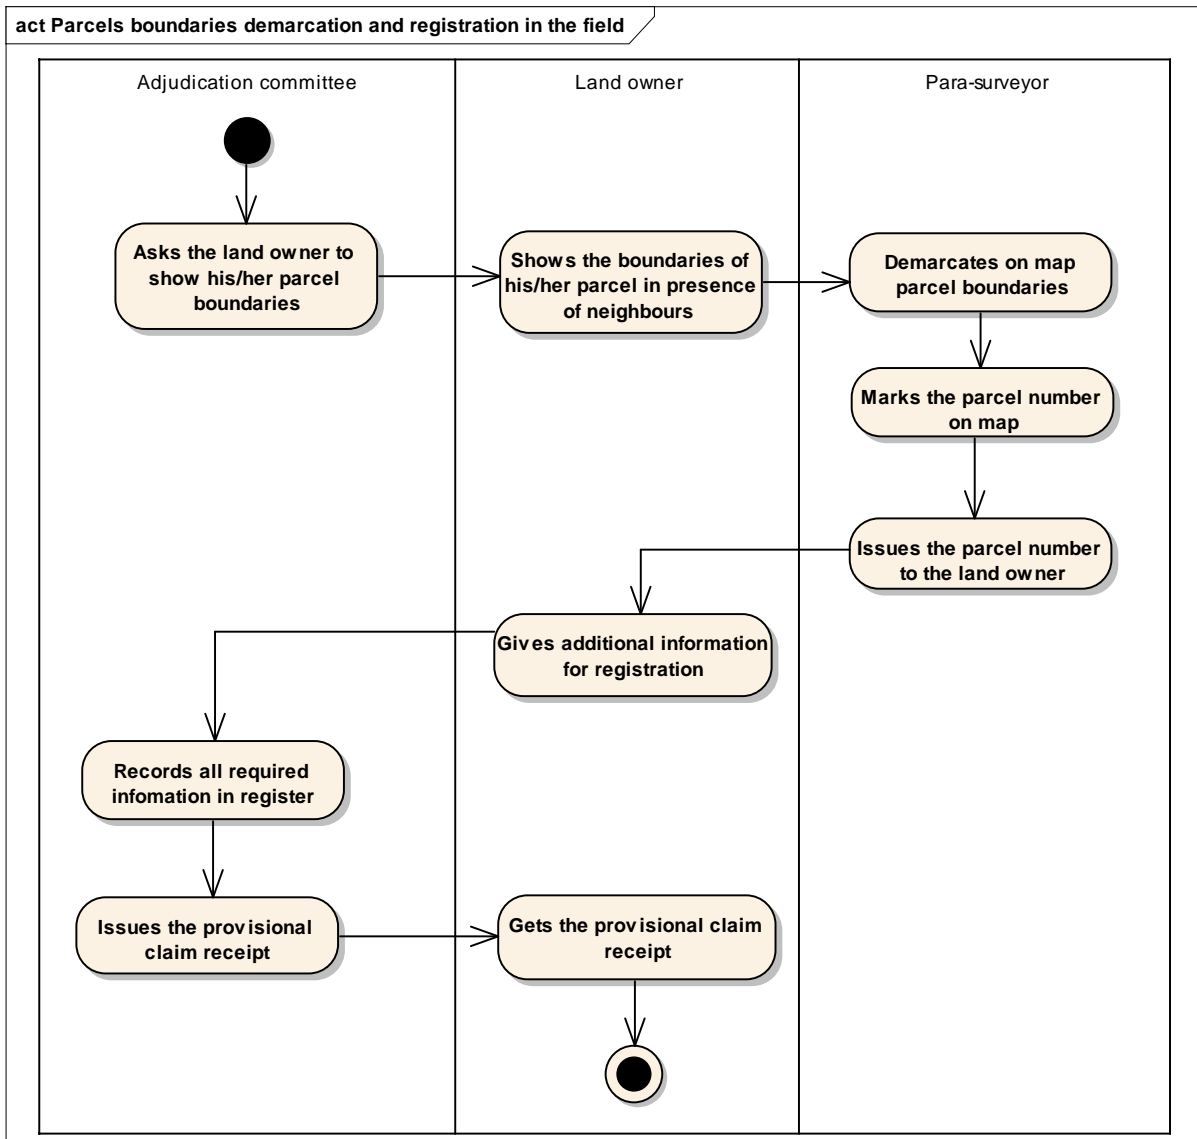 act Parcels boundaries demarcation and registration in the field
Adjudication committee
Land owner
Para-surveyor
Asks the land owner to
show his/her parcel
boundaries
Shows the boundaries of
his/her parcel in presence
of neighbours
Demarcates on map
parcel boundaries
Marks the parcel number
on map
Issues the parcel number
to the land owner
Gives additional information
for registration
Records all required
infomation in register
Issues the provisional
claim receipt
Gets the provisional claim
receipt